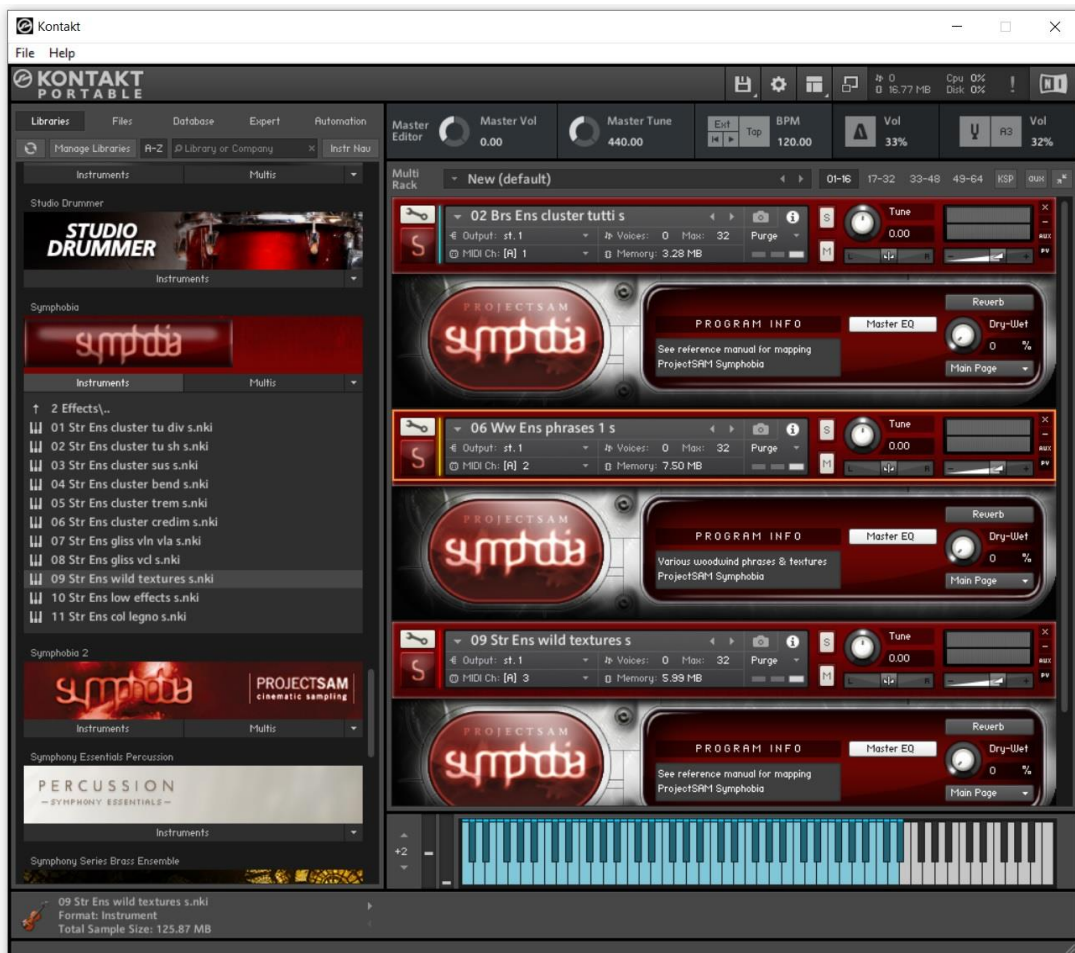 Kontakt
File Help
KONTAKT
PORTABLE
0
16.77 MB
Cpu 0%
Disk 0%
!
Libraries Files Database Expert Automation
Manage Libraries A-Z Library or Company × Instr Nav
Instruments Multis
Studio Drummer
STUDIO
DRUMMER
Instruments
Symphobia
symphobia
Instruments Multis
↑ 2 Effects\..
01 Str Ens cluster tu div s.nki
02 Str Ens cluster tu sh s.nki
03 Str Ens cluster sus s.nki
04 Str Ens cluster bend s.nki
05 Str Ens cluster trem s.nki
06 Str Ens cluster credim s.nki
07 Str Ens gliss vln vla s.nki
08 Str Ens gliss vcl s.nki
09 Str Ens wild textures s.nki
10 Str Ens low effects s.nki
11 Str Ens col legno s.nki
Symphobia 2
symphobia PROJECTSAM
cinematic sampling
Instruments Multis
Symphony Essentials Percussion
PERCUSSION
– SYMPHONY ESSENTIALS –
Instruments
Symphony Series Brass Ensemble
Master Editor
Master Vol
0.00
Master Tune
440.00
Ext
Top
BPM
120.00
Vol
33%
A3
Vol
32%
Multi Rack
New (default)
01-16 17-32 33-48 49-64 KSP aux
S
02 Brs Ens cluster tutti s
Output: st. 1 Voices: 0 Max: 32 Purge
MIDI Ch: [A] 1 Memory: 3.28 MB
S
M
Tune
0.00
L R
- +
AUX
PV
PROJECTSAM
symphobia
PROGRAM INFO
See reference manual for mapping
ProjectSAM Symphobia
Master EQ
Reverb
Dry-Wet
0 %
Main Page
S
06 Ww Ens phrases 1 s
Output: st. 1 Voices: 0 Max: 32 Purge
MIDI Ch: [A] 2 Memory: 7.50 MB
S
M
Tune
0.00
L R
- +
AUX
PV
PROJECTSAM
symphobia
PROGRAM INFO
Various woodwind phrases & textures
ProjectSAM Symphobia
Master EQ
Reverb
Dry-Wet
0 %
Main Page
S
09 Str Ens wild textures s
Output: st. 1 Voices: 0 Max: 32 Purge
MIDI Ch: [A] 3 Memory: 5.99 MB
S
M
Tune
0.00
L R
- +
AUX
PV
PROJECTSAM
symphobia
PROGRAM INFO
See reference manual for mapping
ProjectSAM Symphobia
Master EQ
Reverb
Dry-Wet
0 %
Main Page
+2
09 Str Ens wild textures s.nki
Format: Instrument
Total Sample Size: 125.87 MB